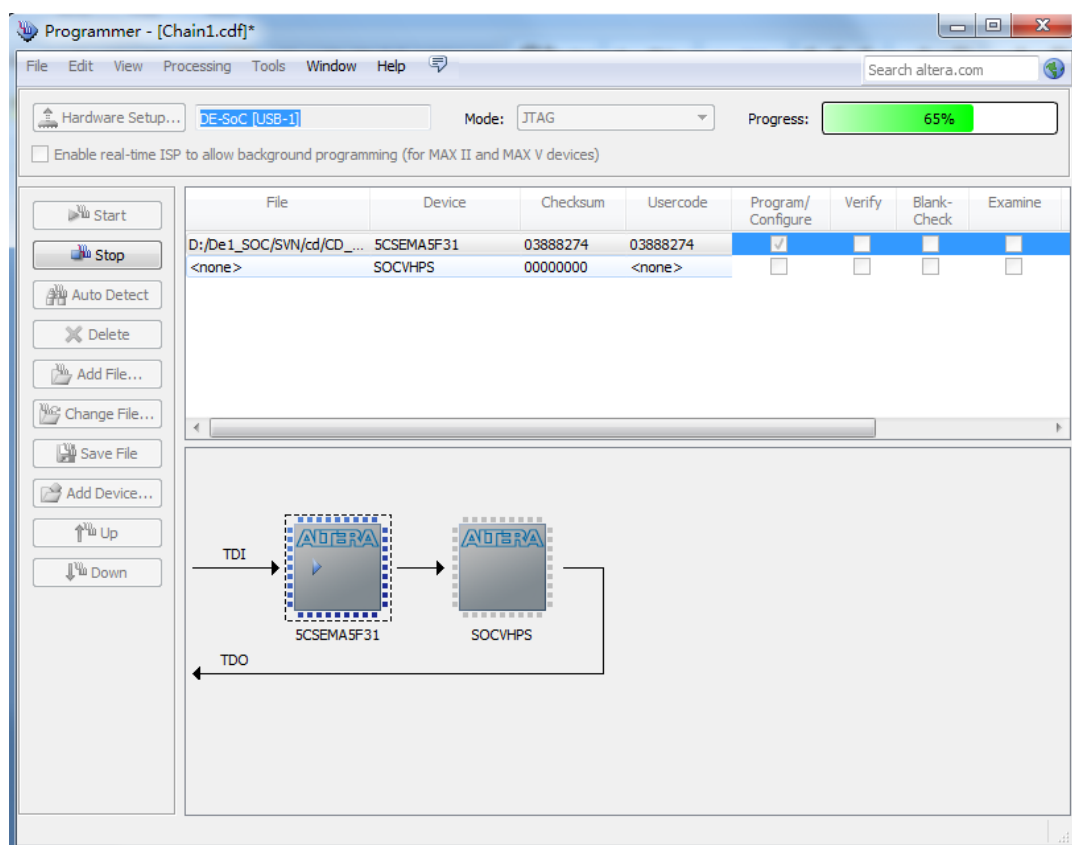 Programmer - [Chain1.cdf]*
File Edit View Processing Tools Window Help Search altera.com
Hardware Setup... DE-SoC [USB-1] Mode: JTAG Progress: 65%
Enable real-time ISP to allow background programming (for MAX II and MAX V devices)
Start
Stop
Auto Detect
Delete
Add File...
Change File...
Save File
Add Device...
Up
Down
File Device Checksum Usercode Program/ Verify Blank- Examine
Configure Check
D:/De1_SOC/SVN/cd/CD_... 5CSEMA5F31 03888274 03888274
<none> SOCVHPS 00000000 <none>
ALTERA ALTERA
TDI
5CSEMA5F31 SOCVHPS
TDO